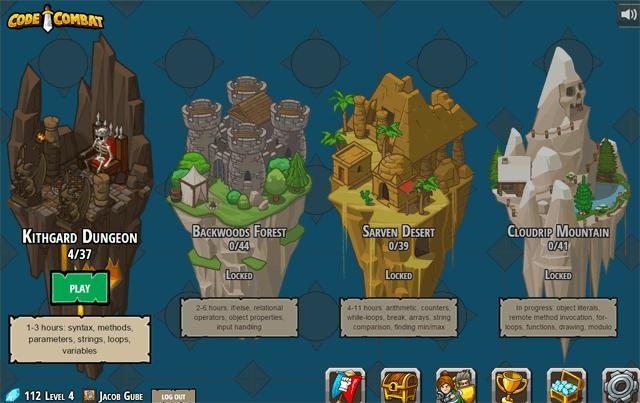 CODE COMBAT
KITHGARD DUNGEON
4/37
PLAY
1-3 hours: syntax, methods,
parameters, strings, loops,
variables
BACKWOODS FOREST
0/44
LOCKED
2-6 hours: if/else, relational
operators, object properties,
input handling
SARVEN DESERT
0/39
LOCKED
4-11 hours: arithmetic, counters,
while-loops, break, arrays, string
comparison, finding min/max
CLOUDRIP MOUNTAIN
0/41
LOCKED
In progress: object literals,
remote method invocation, for-
loops, functions, drawing, modulo
112 LEVEL 4 JACOB GUBE LOG OUT